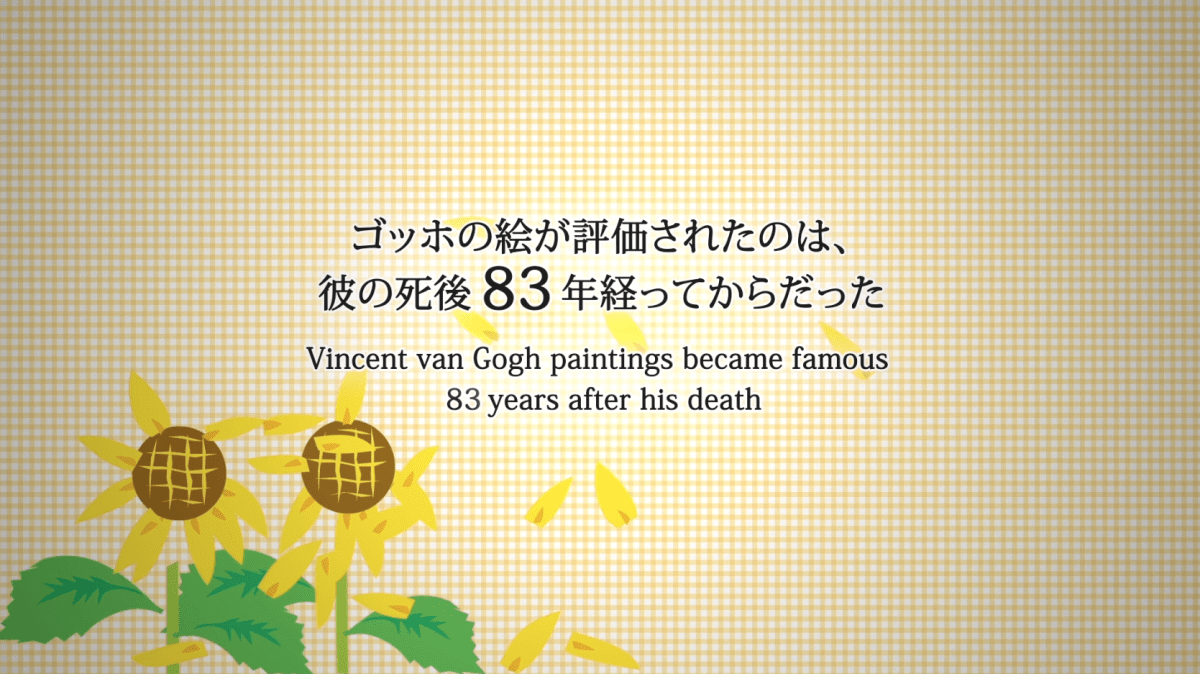 ゴッホの絵が評価されたのは、
彼の死後83年経ってからだった
Vincent van Gogh paintings became famous
83 years after his death